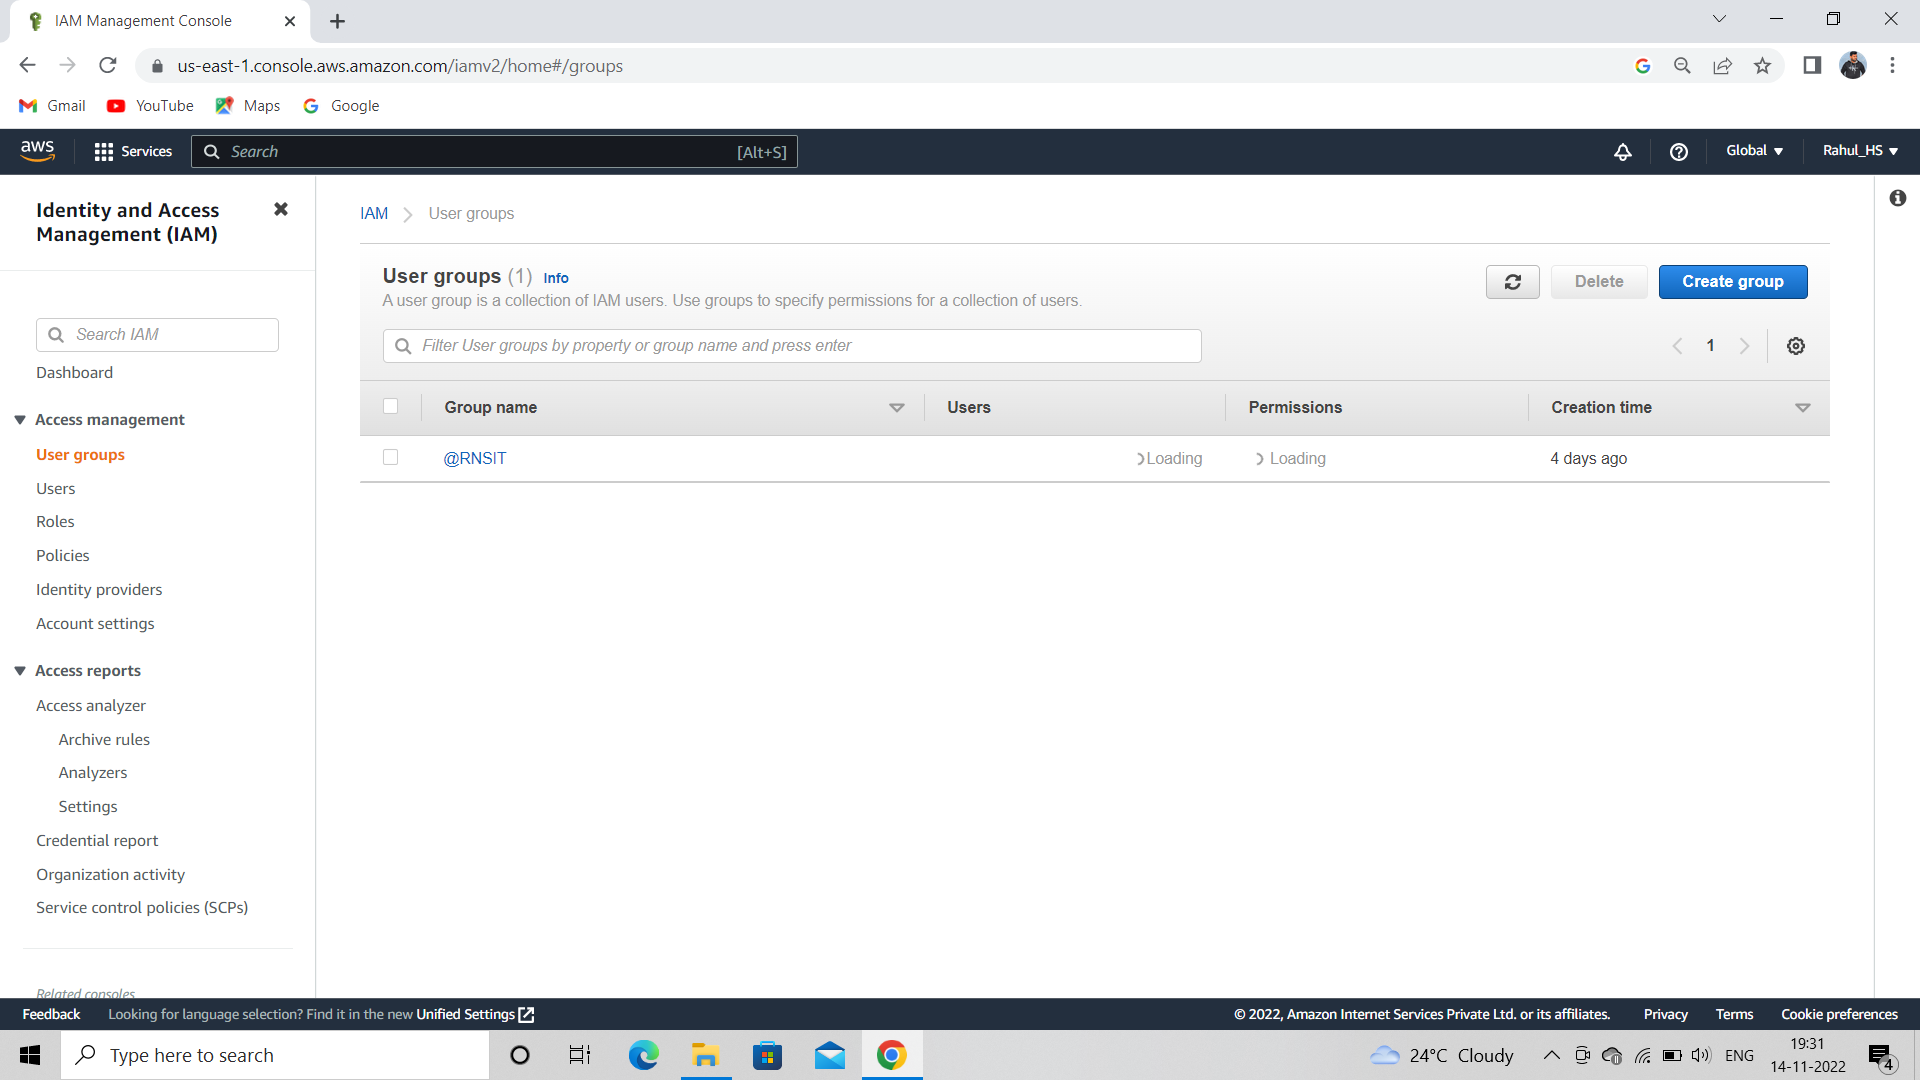 IAM Management Console
us-east-1.console.aws.amazon.com/iamv2/home#/groups
Gmail YouTube Maps Google
aws Services Search [Alt+S] Global Rahul_HS
Identity and Access
Management (IAM)
Search IAM
Dashboard
Access management
User groups
Users
Roles
Policies
Identity providers
Account settings
Access reports
Access analyzer
Archive rules
Analyzers
Settings
Credential report
Organization activity
Service control policies (SCPs)
Related consoles
IAM User groups
User groups (1) Info
A user group is a collection of IAM users. Use groups to specify permissions for a collection of users.
Delete Create group
Filter User groups by property or group name and press enter
1
Group name Users Permissions Creation time
@RNSIT Loading Loading 4 days ago
Feedback Looking for language selection? Find it in the new Unified Settings © 2022, Amazon Internet Services Private Ltd. or its affiliates. Privacy Terms Cookie preferences
Type here to search 24°C Cloudy ENG
19:31
14-11-2022
4